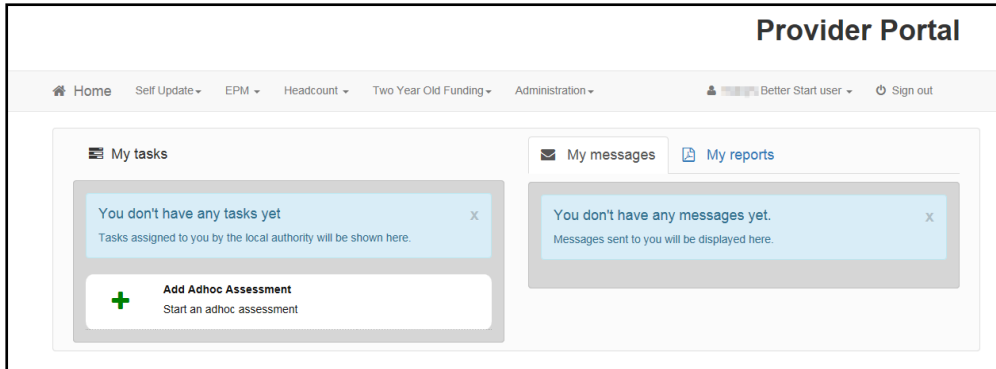 Provider Portal
Home Self Update EPM Headcount Two Year Old Funding Administration Better Start user Sign out
My tasks
My messages My reports
You don't have any tasks yet x
Tasks assigned to you by the local authority will be shown here.
You don't have any messages yet. x
Messages sent to you will be displayed here.
Add Adhoc Assessment
Start an adhoc assessment